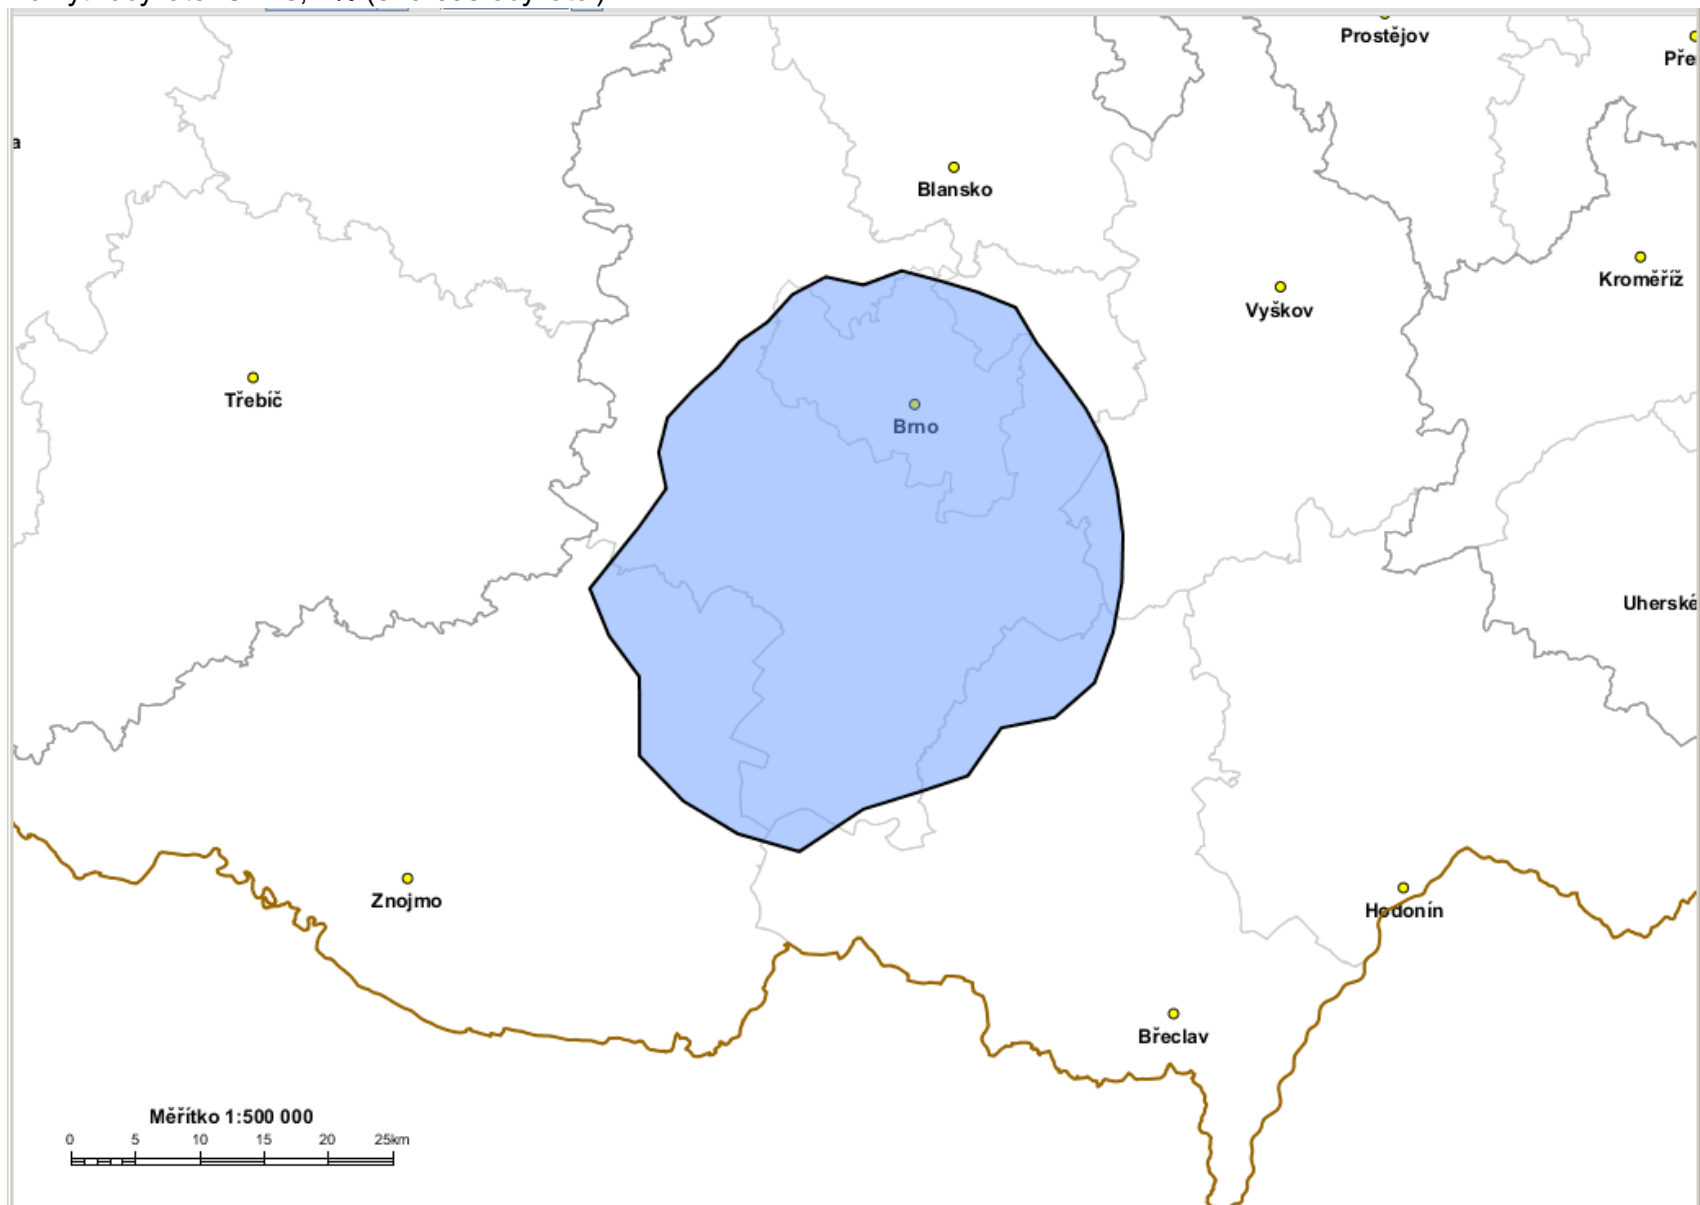 Prostějov
Pře
a
Blansko
Kroměříž
Vyškov
Třebíč
Brno
Uherské
Znojmo
Hodonín
Břeclav
Měřítko 1:500 000
0 5 10 15 20 25km